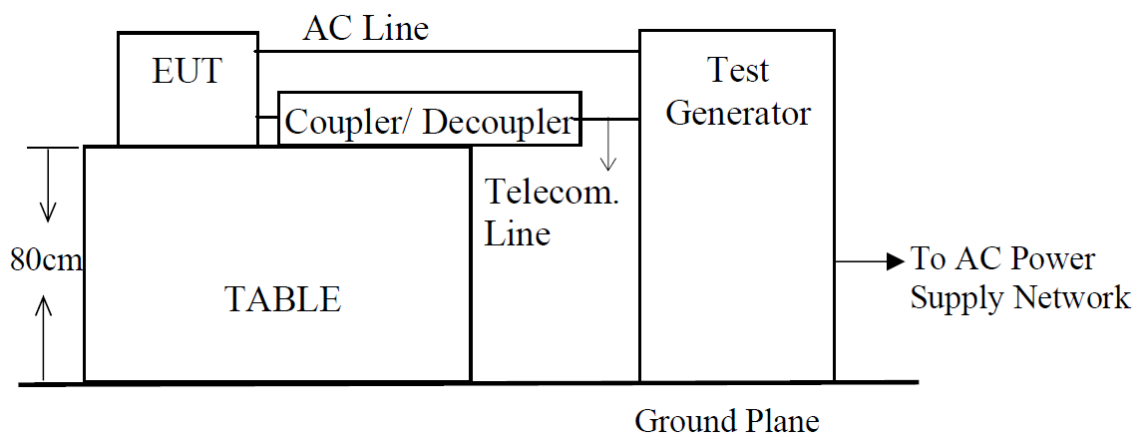 AC Line
EUT
Test
Generator
Coupler/ Decoupler
Telecom.
Line
80cm
TABLE
To AC Power
Supply Network
Ground Plane